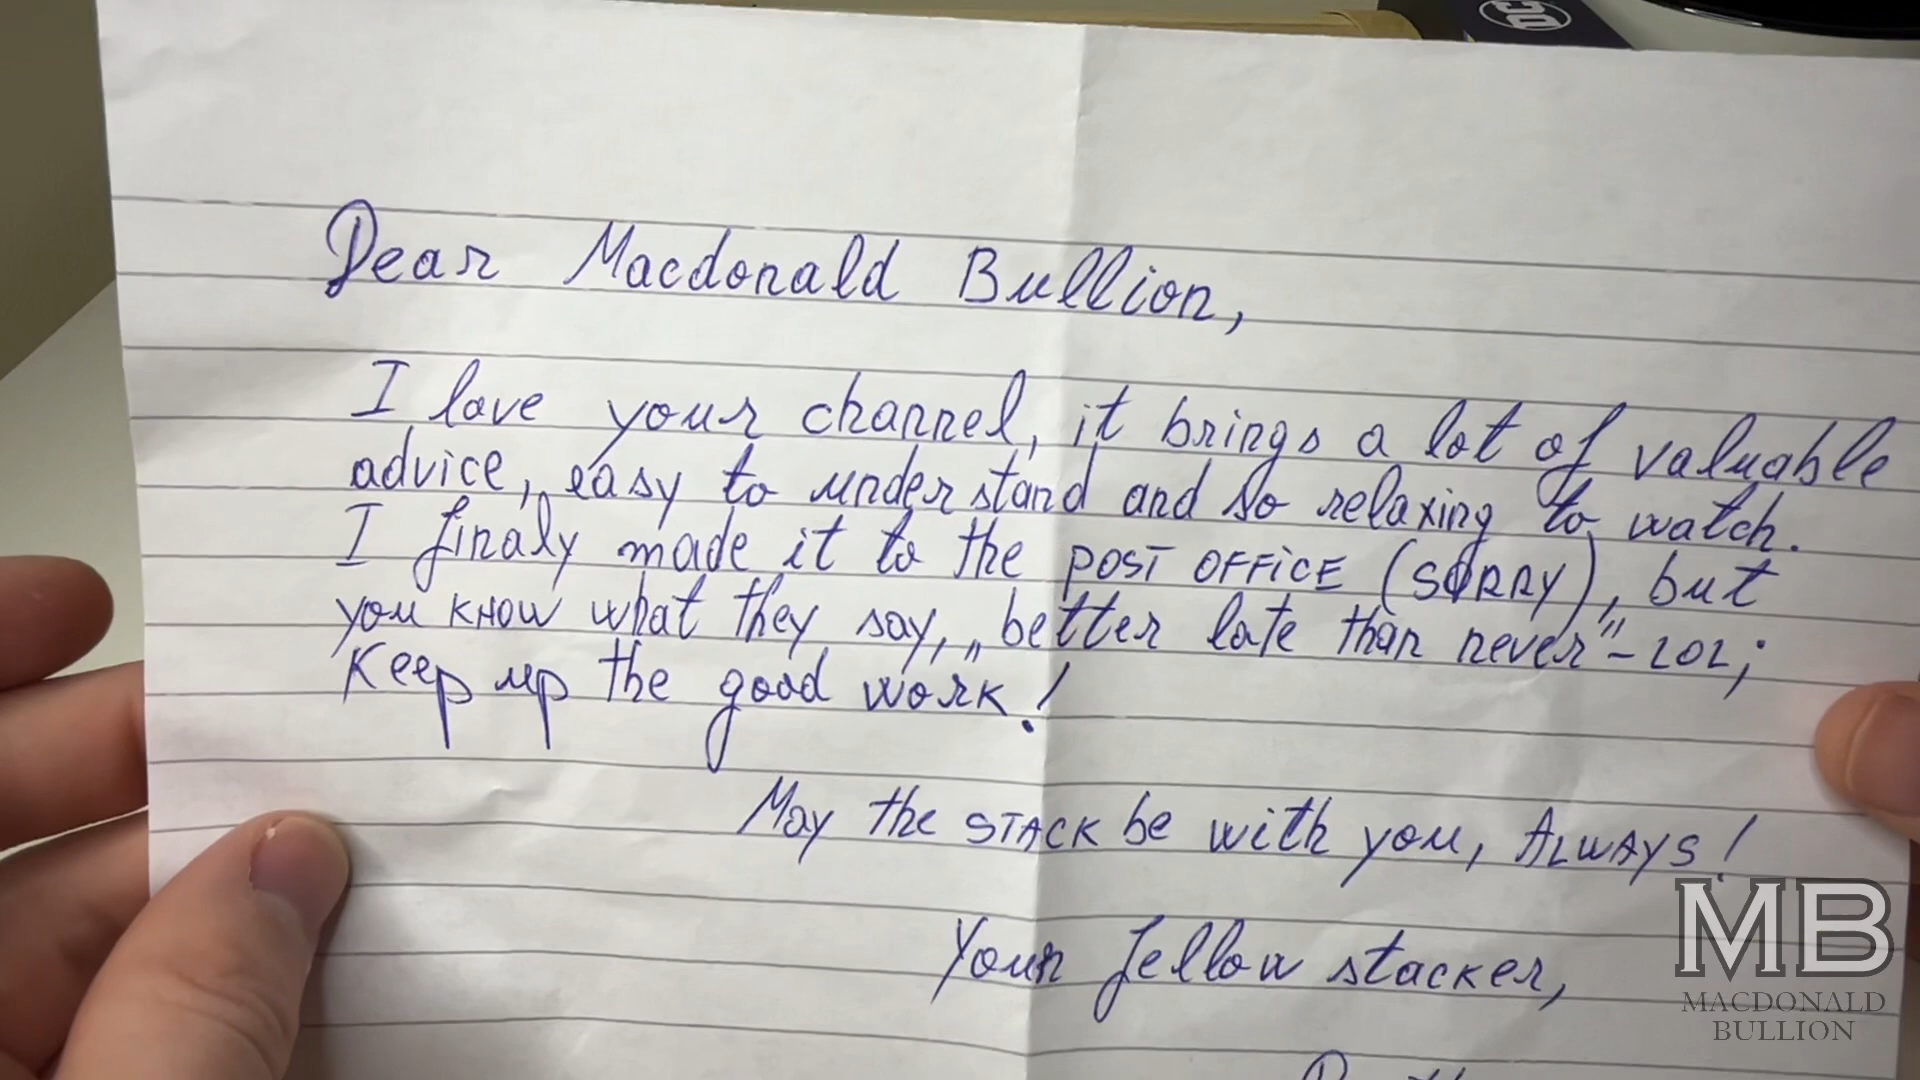 DC
Dear Macdonald Bullion,
I love your channel, it brings a lot of valuable
advice, easy to understand and so relaxing to watch.
I finaly made it to the POST OFFICE (SORRY), but
you KNOW what they say, „better late than never" - LOL;
Keep up the good work!
May the STACK be with you, ALWAYS!
Your fellow stacker,
MB
MACDONALD
BULLION